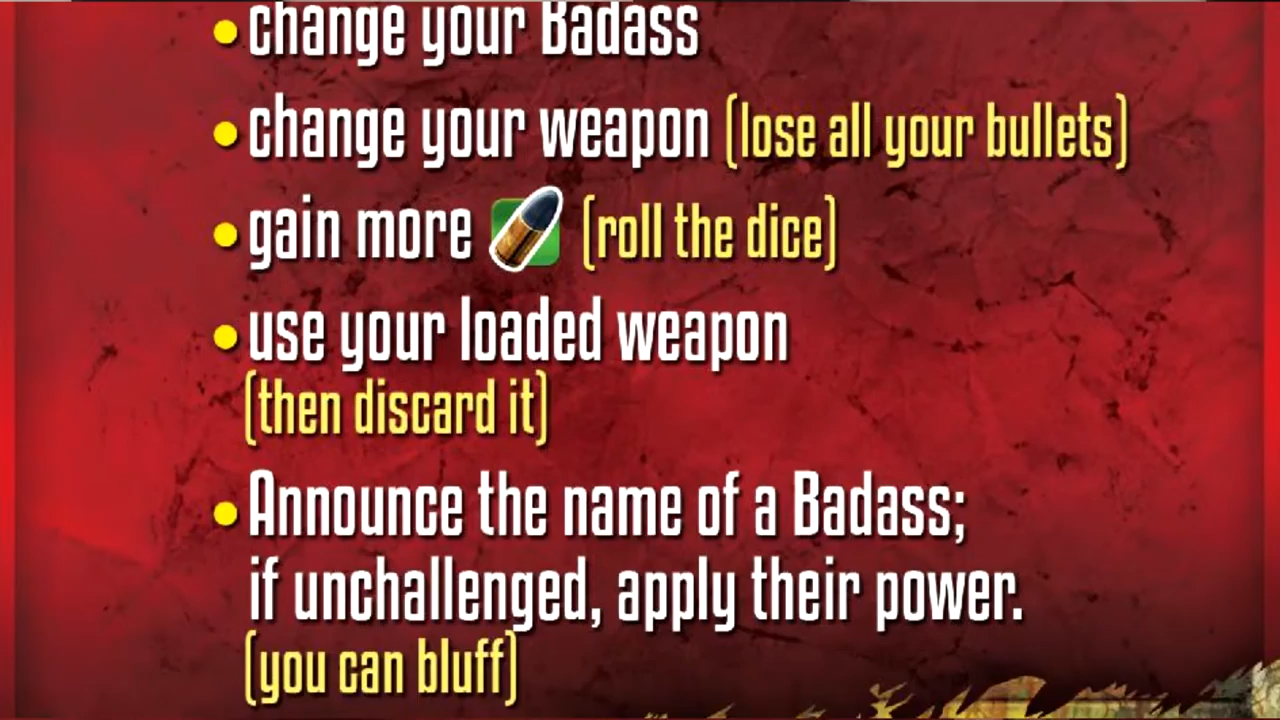 change your Badass
change your weapon (lose all your bullets)
gain more (roll the dice)
use your loaded weapon
(then discard it)
Announce the name of a Badass;
if unchallenged, apply their power.
(you can bluff)